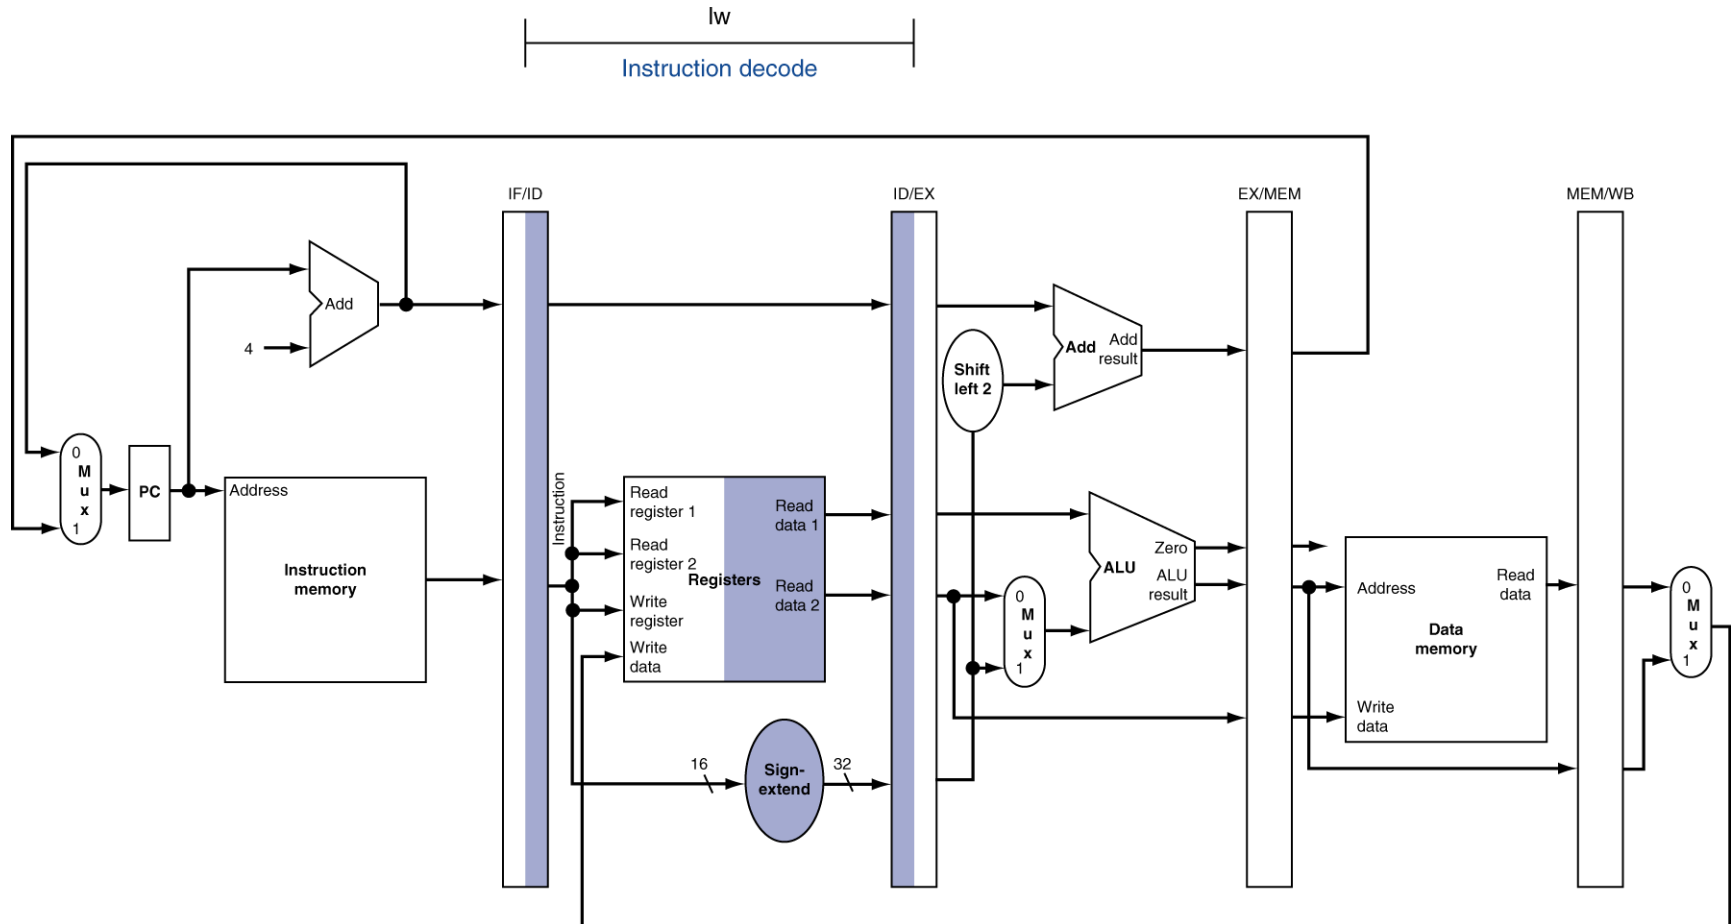 lw
Instruction decode
IF/ID
ID/EX
EX/MEM
MEM/WB
Add
4
Add
Add
result
Shift
left 2
0
M
u
x
1
PC
Address
Instruction
memory
Instruction
Read
register 1
Read
register 2
Write
register
Write
data
Registers
Read
data 1
Read
data 2
16
Sign-
extend
32
0
M
u
x
1
ALU
Zero
ALU
result
Address
Write
data
Data
memory
Read
data
0
M
u
x
1